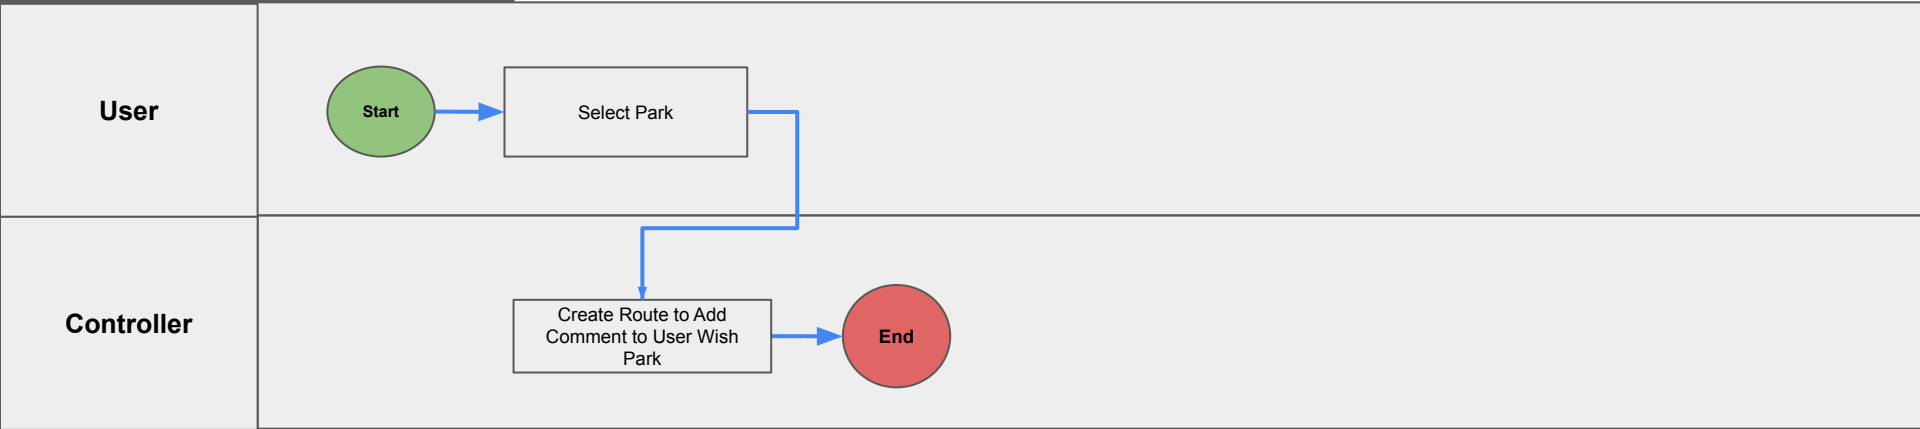 User
Start
Select Park
Controller
Create Route to Add
Comment to User Wish
Park
End